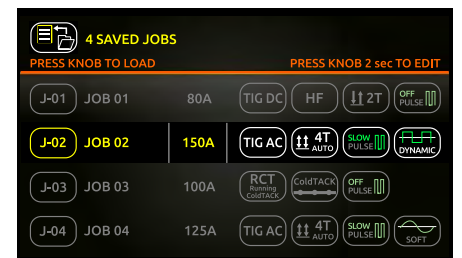 4 SAVED JOBS
PRESS KNOB TO LOAD PRESS KNOB 2 sec TO EDIT
J-01 JOB 01 80A TIG DC HF 2T OFF PULSE
J-02 JOB 02 150A TIG AC 4T AUTO SLOW PULSE DYNAMIC
J-03 JOB 03 100A RCT Running ColdTACK ColdTACK OFF PULSE
J-04 JOB 04 125A TIG AC 4T AUTO SLOW PULSE SOFT